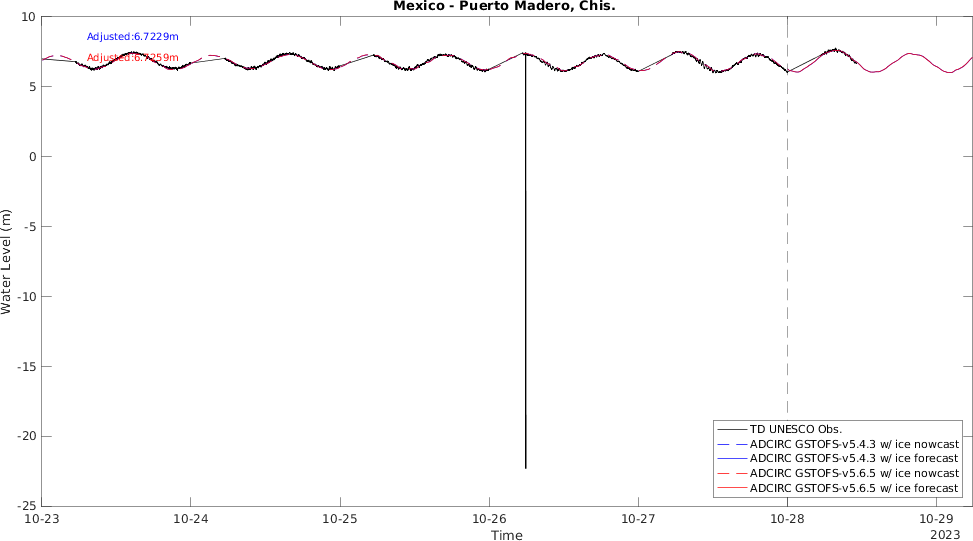 Mexico - Puerto Madero, Chis.
10
5
0
-5
-10
-15
-20
-25
Water Level (m)
Adjusted:6.7229m
Adjusted:6.7259m
TD UNESCO Obs.
ADCIRC GSTOFS-v5.4.3 w/ ice nowcast
ADCIRC GSTOFS-v5.4.3 w/ ice forecast
ADCIRC GSTOFS-v5.6.5 w/ ice nowcast
ADCIRC GSTOFS-v5.6.5 w/ ice forecast
10-23 10-24 10-25 10-26 10-27 10-28 10-29
Time
2023